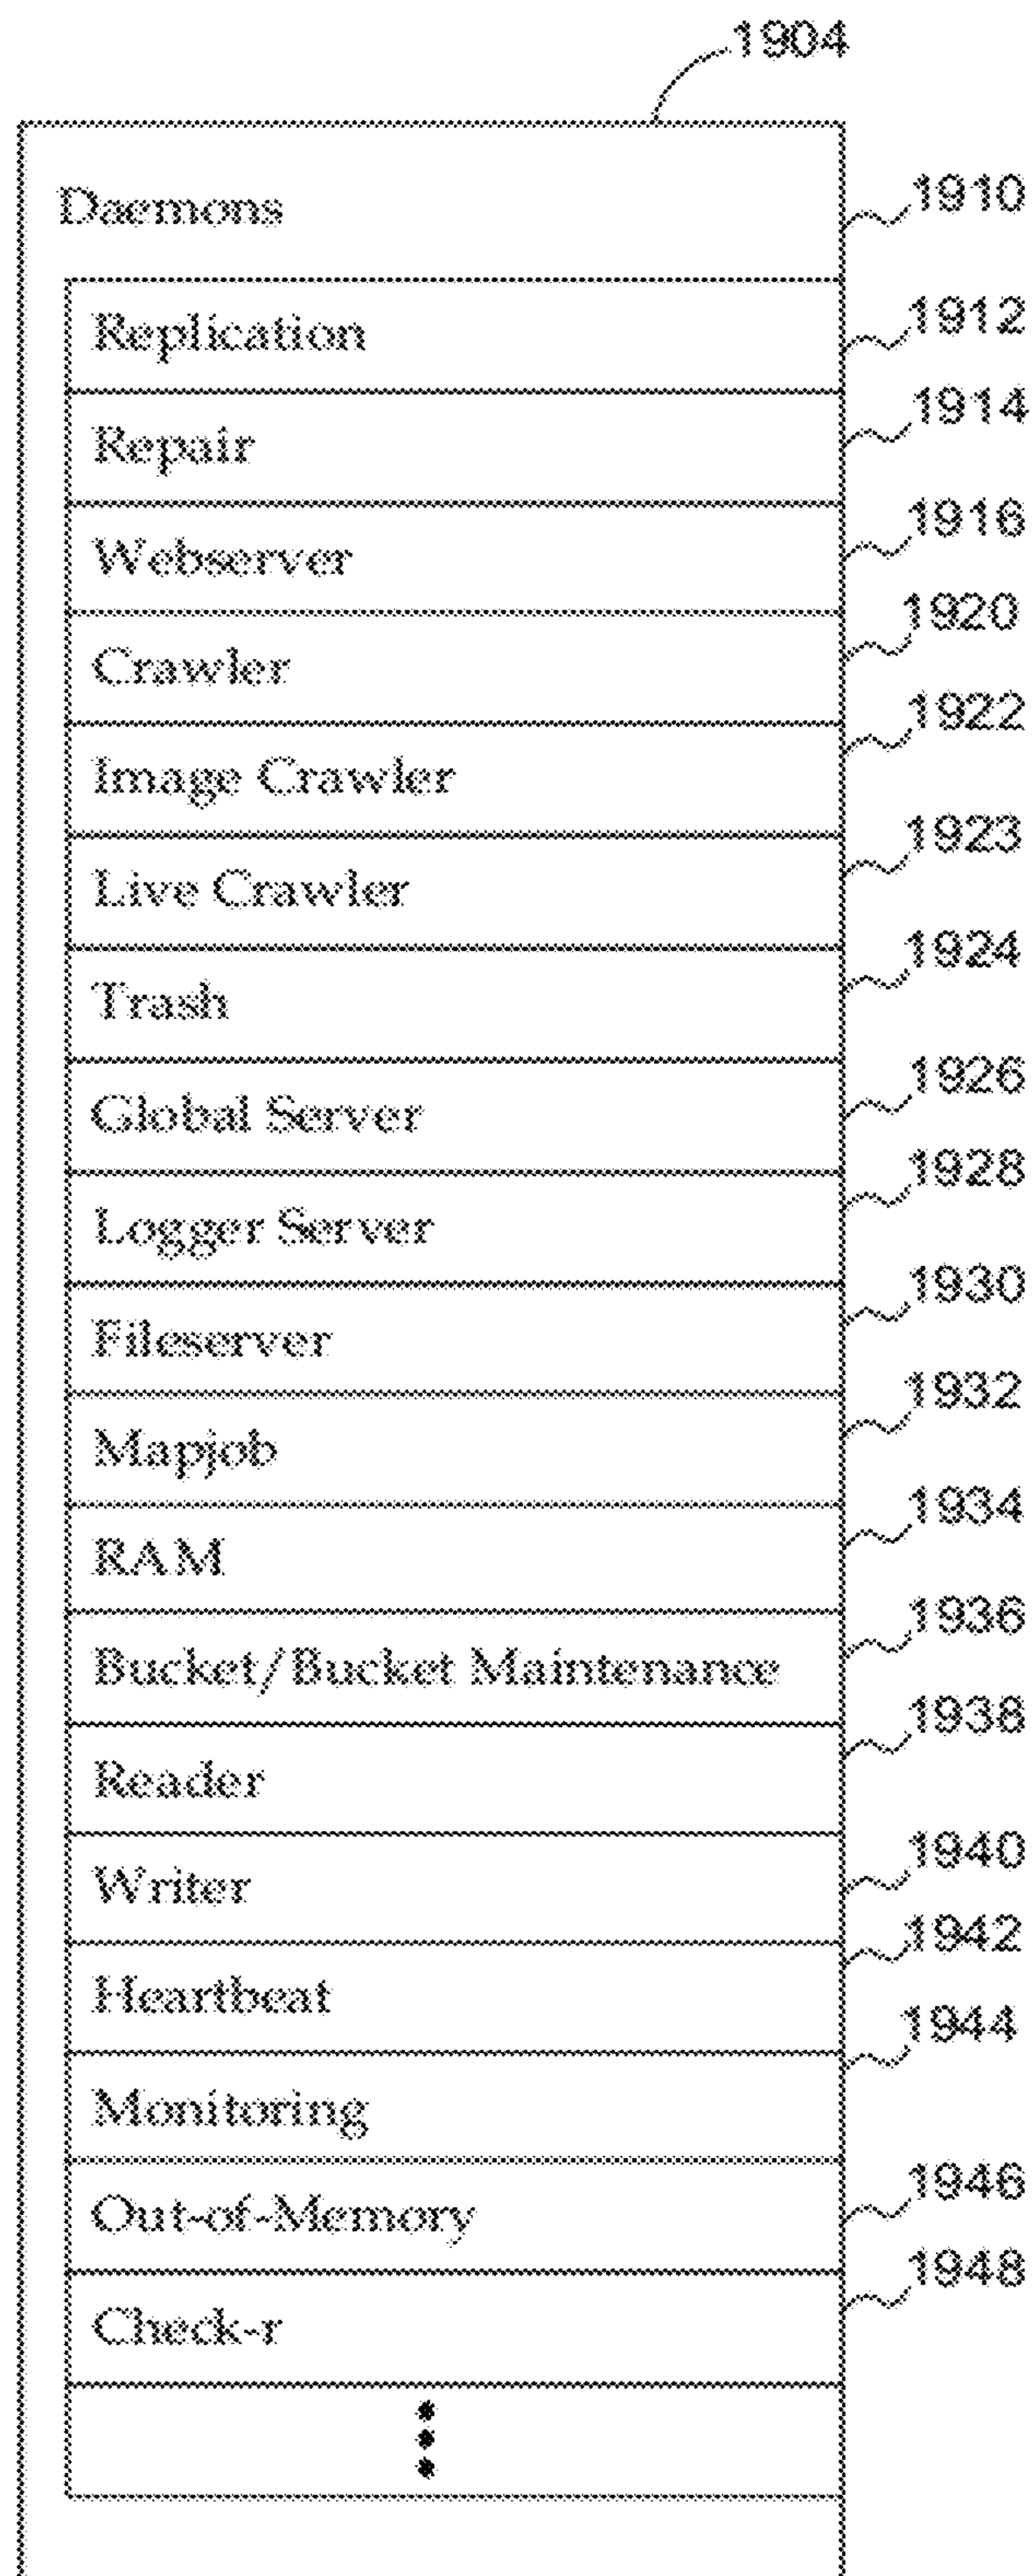 1904
Daemons 1910
Replication 1912
Repair 1914
Webserver 1916
Crawler 1920
Image Crawler 1922
Live Crawler 1923
Trash 1924
Global Server 1926
Logger Server 1928
Fileserver 1930
Mapjob 1932
RAM 1934
Bucket/Bucket Maintenance 1936
Reader 1938
Writer 1940
Heartbeat 1942
Monitoring 1944
Out-of-Memory 1946
Check-r 1948